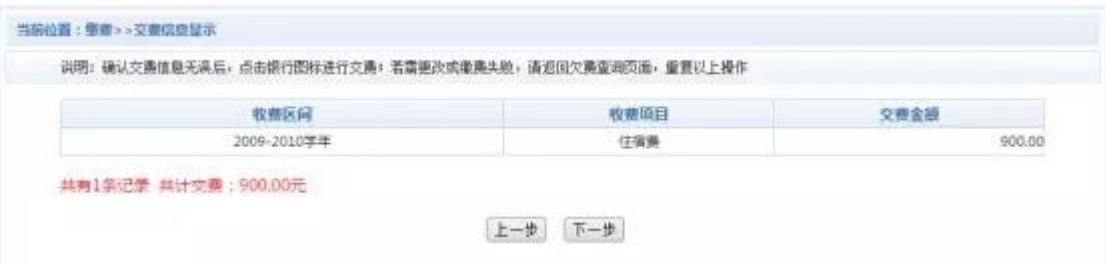 当前位置：缴费>>交费信息显示
说明：确认交费信息无误后，点击银行图标进行交费；若需更改或缴费失败，请返回欠费查询页面，重复以上操作
收费区间 收费项目 交费金额
2009-2010学年 住宿费 900.00
共有1条记录 共计交费：900.00元
上一步 下一步